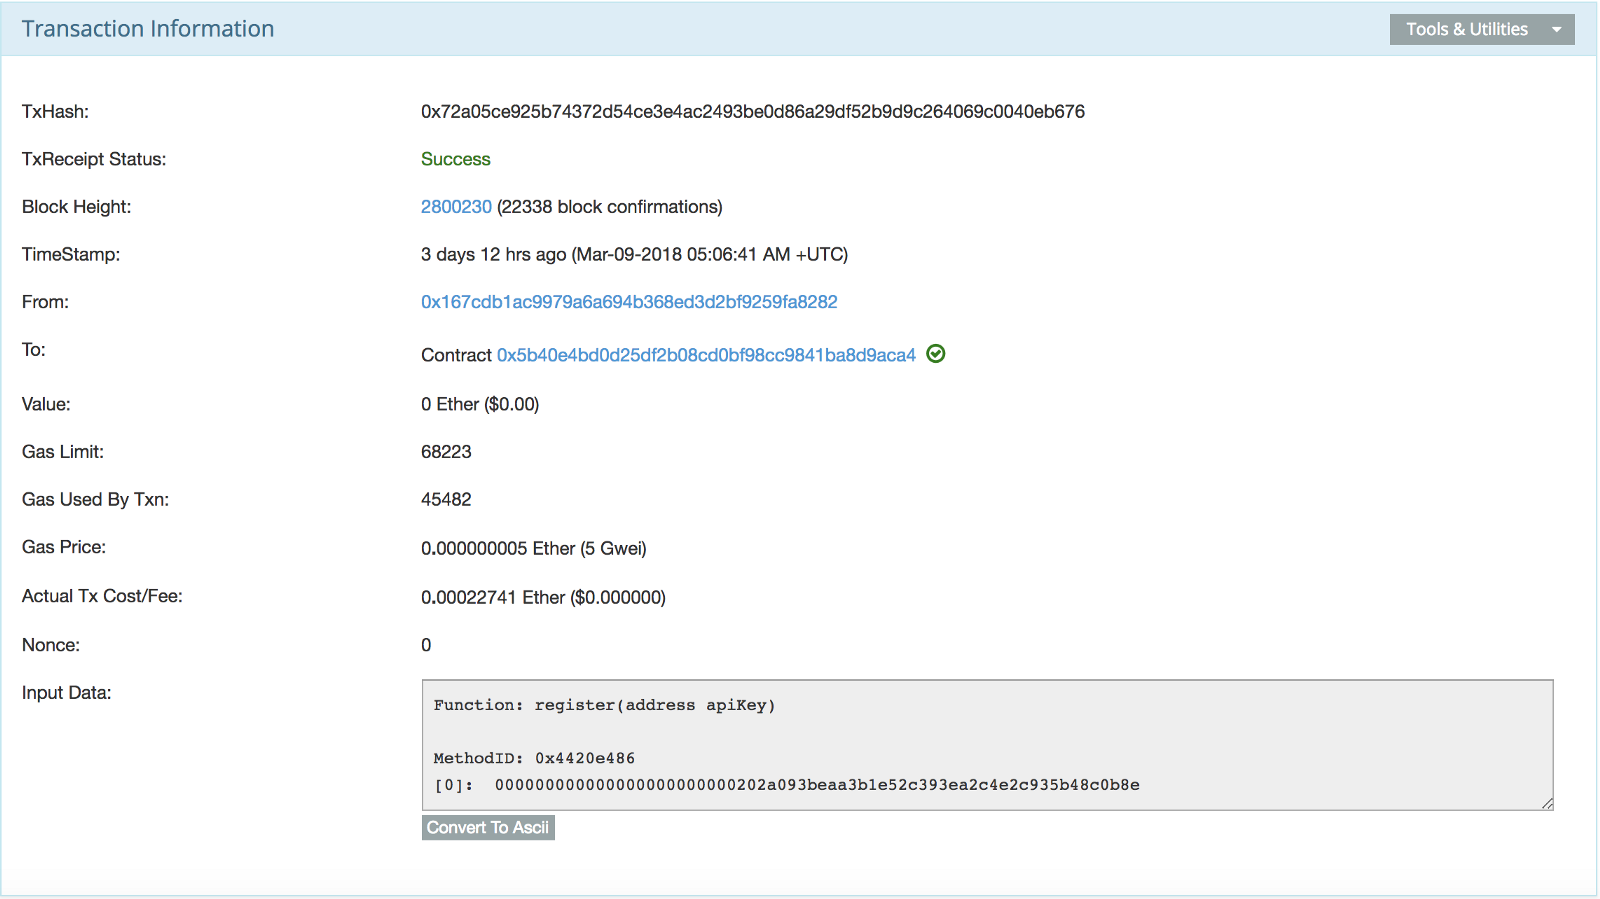 Transaction Information
Tools & Utilities
TxHash: 0x72a05ce925b74372d54ce3e4ac2493be0d86a29df52b9d9c264069c0040eb676
TxReceipt Status: Success
Block Height: 2800230 (22338 block confirmations)
TimeStamp: 3 days 12 hrs ago (Mar-09-2018 05:06:41 AM +UTC)
From: 0x167cdb1ac9979a6a694b368ed3d2bf9259fa8282
To: Contract 0x5b40e4bd0d25df2b08cd0bf98cc9841ba8d9aca4
Value: 0 Ether ($0.00)
Gas Limit: 68223
Gas Used By Txn: 45482
Gas Price: 0.000000005 Ether (5 Gwei)
Actual Tx Cost/Fee: 0.00022741 Ether ($0.000000)
Nonce: 0
Input Data:
Function: register(address apiKey)
MethodID: 0x4420e486
[0]: 000000000000000000000000202a093beaa3b1e52c393ea2c4e2c935b48c0b8e
Convert To Ascii